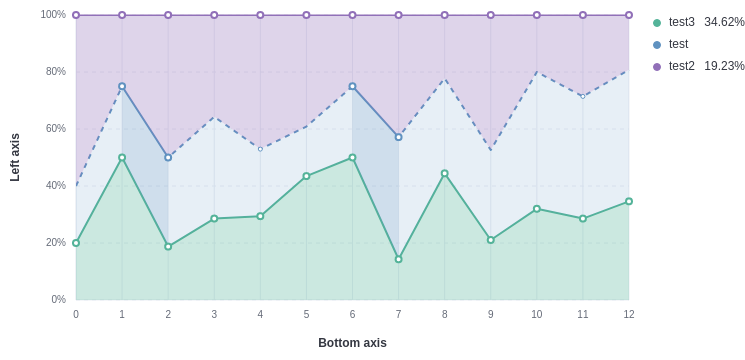 100%
80%
60%
40%
20%
0%
Left axis
0 1 2 3 4 5 6 7 8 9 10 11 12
Bottom axis
test3 34.62%
test
test2 19.23%